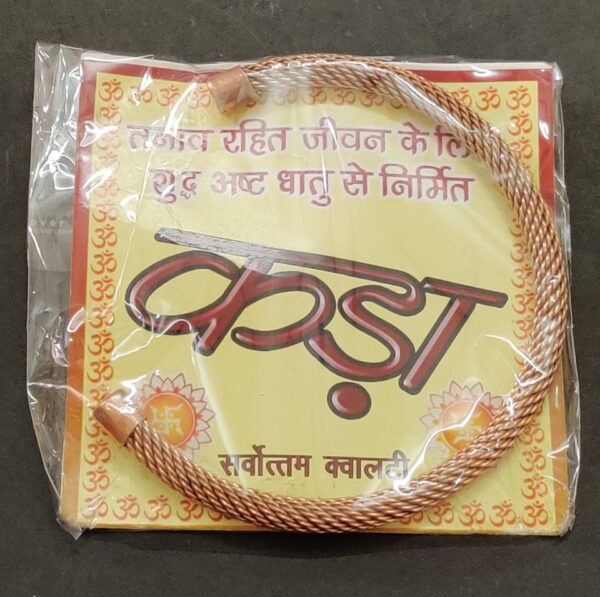 तनाव रहित जीवन के
शुद्ध अष्ट धातु से निर्मित
कड़ा
सर्वोत्तम क्वालटी